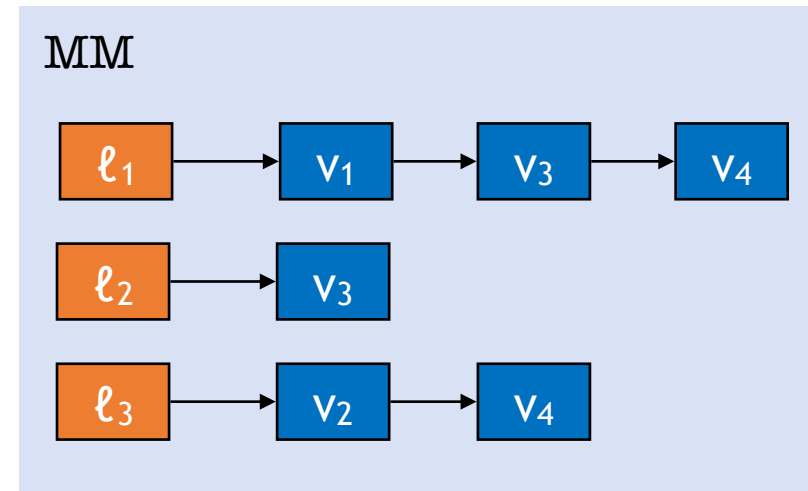 MM
ℓ₁ v₁ v₃ v₄
ℓ₂ v₃
ℓ₃ v₂ v₄